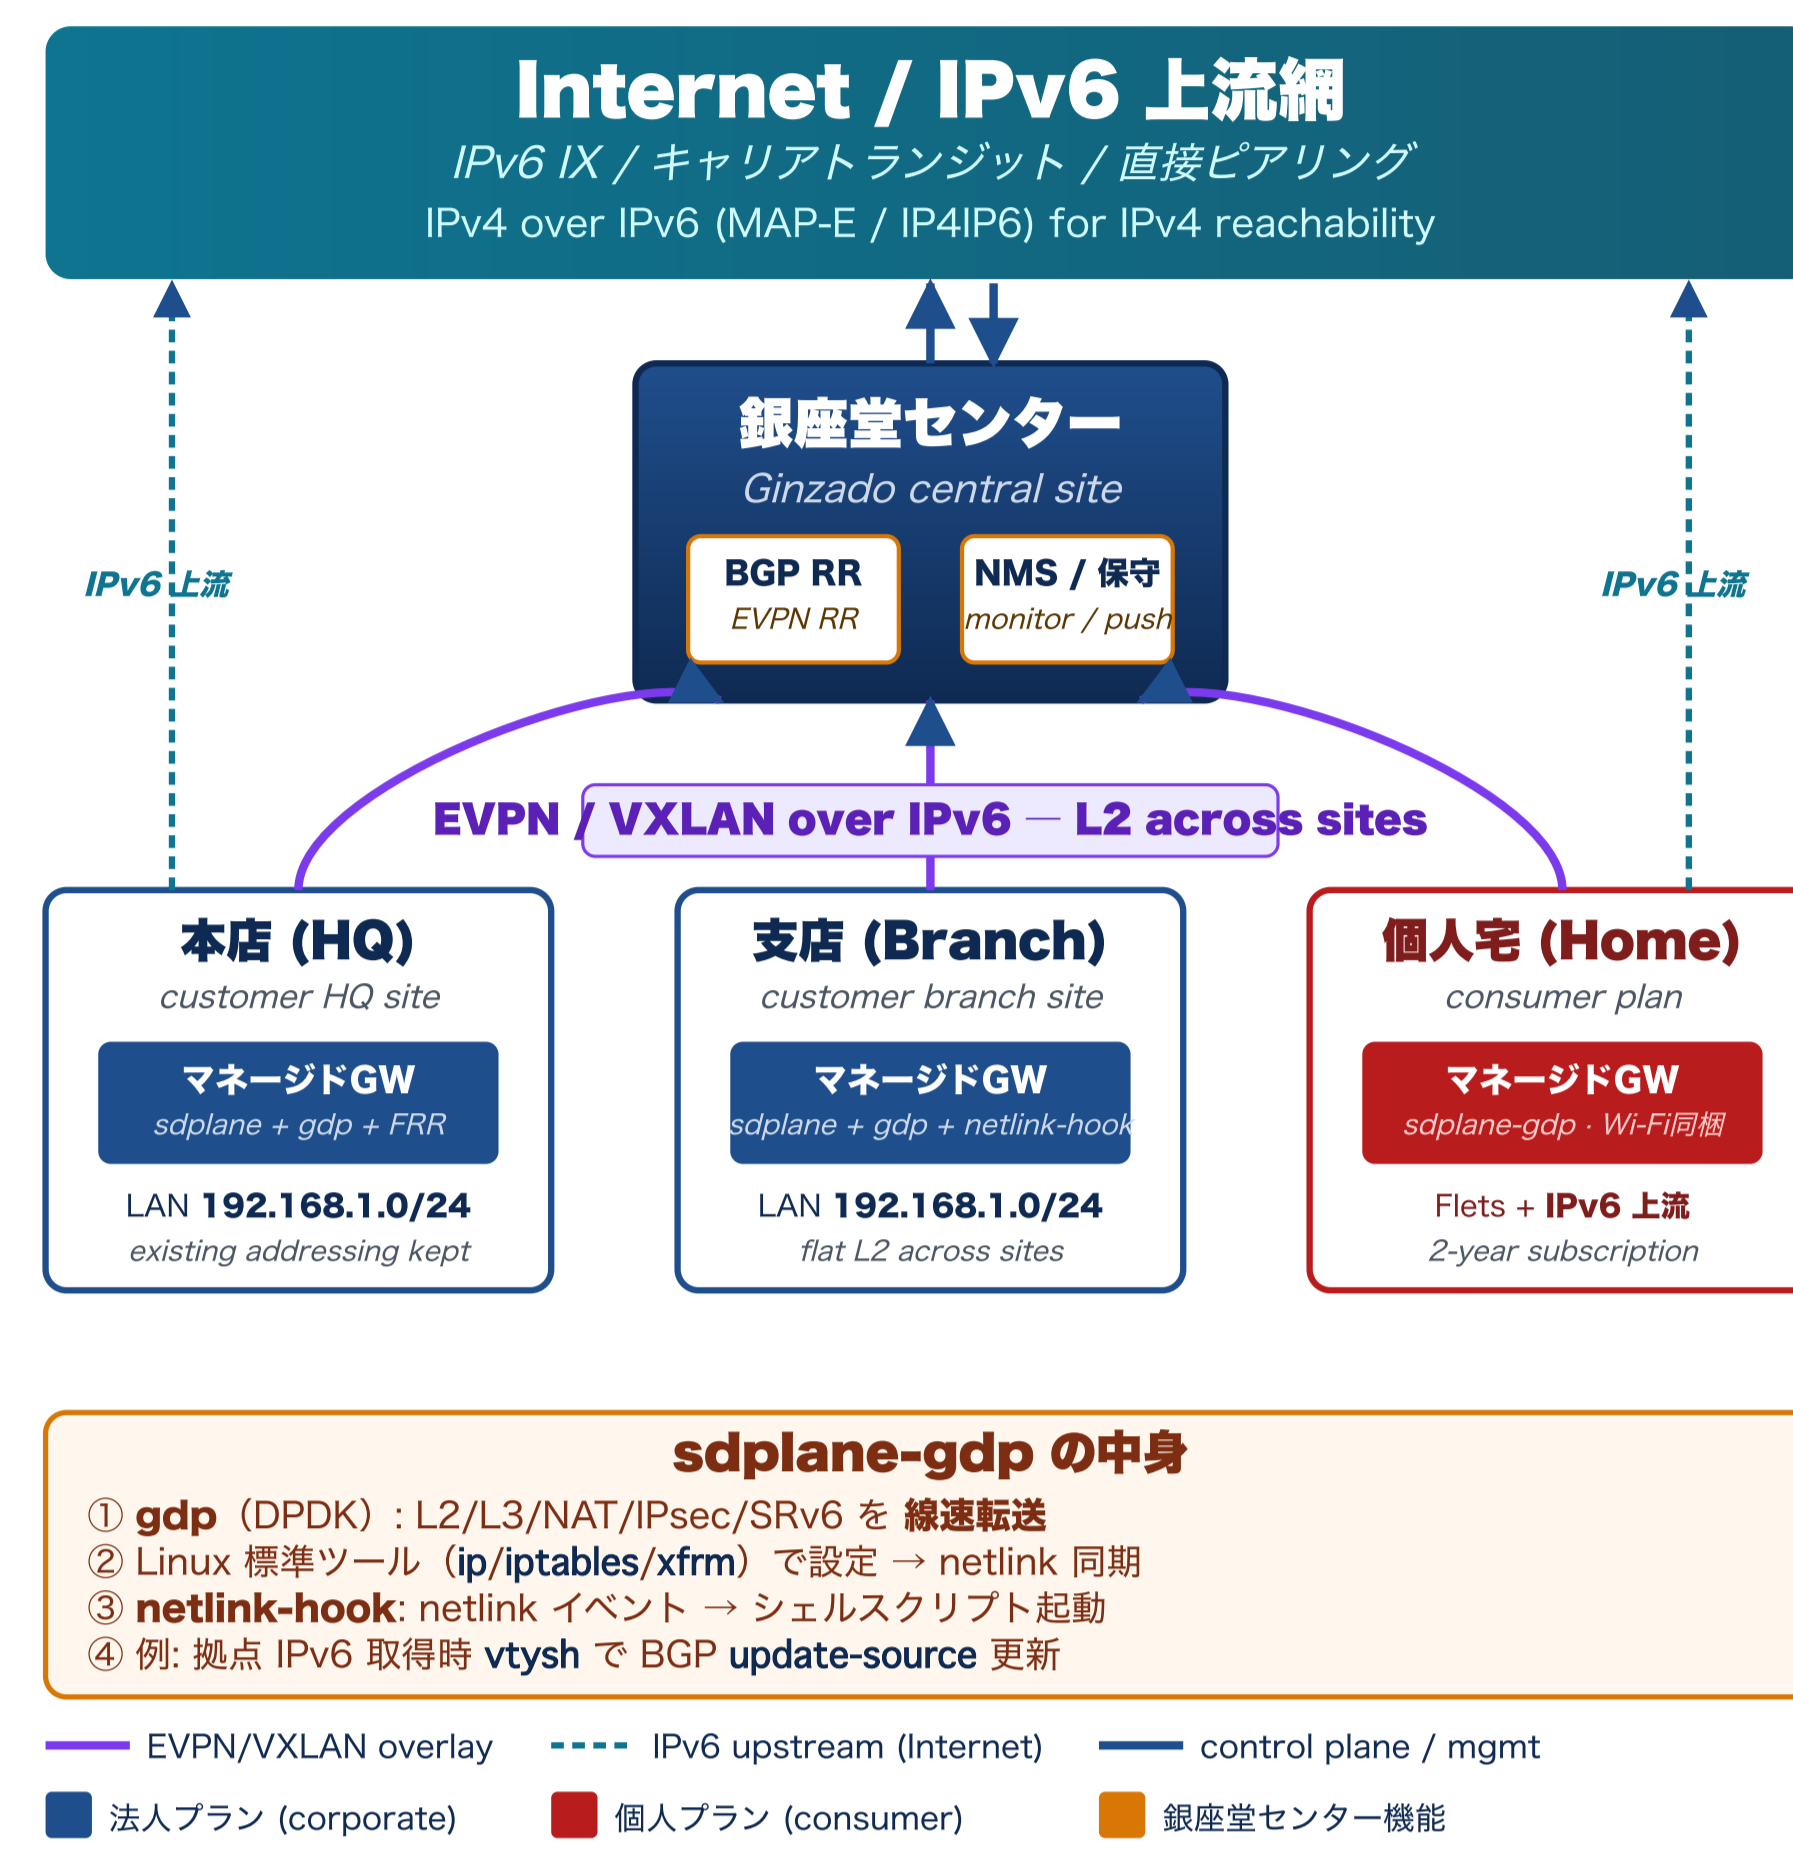 Internet / IPv6 上流網
IPv6 IX / キャリアトランジット / 直接ピアリング
IPv4 over IPv6 (MAP-E / IP4IP6) for IPv4 reachability
銀座堂センター
Ginzado central site
BGP RR
EVPN RR
NMS / 保守
monitor / push
IPv6 上流
IPv6 上流
EVPN / VXLAN over IPv6 — L2 across sites
本店 (HQ)
customer HQ site
マネージドGW
sdplane + gdp + FRR
LAN 192.168.1.0/24
existing addressing kept
支店 (Branch)
customer branch site
マネージドGW
sdplane + gdp + netlink-hook
LAN 192.168.1.0/24
flat L2 across sites
個人宅 (Home)
consumer plan
マネージドGW
sdplane-gdp · Wi-Fi同梱
Flets + IPv6 上流
2-year subscription
sdplane-gdp の中身
① gdp（DPDK）: L2/L3/NAT/IPsec/SRv6 を 線速転送
② Linux 標準ツール（ip/iptables/xfrm）で設定 → netlink 同期
③ netlink-hook: netlink イベント → シェルスクリプト起動
④ 例: 拠点 IPv6 取得時 vtysh で BGP update-source 更新
EVPN/VXLAN overlay
IPv6 upstream (Internet)
control plane / mgmt
法人プラン (corporate)
個人プラン (consumer)
銀座堂センター機能